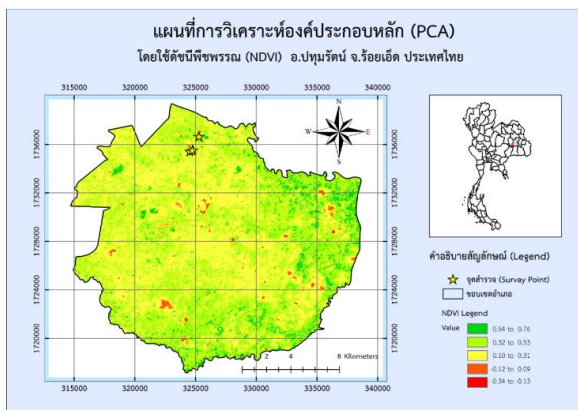 แผนที่การวิเคราะห์องค์ประกอบหลัก (PCA)
โดยใช้ดัชนีพืชพรรณ (NDVI) อ.ปทุมรัตน์ จ.ร้อยเอ็ด ประเทศไทย
315000 320000 325000 330000 335000 340000
N
W E
S
1736000
1732000
1728000
1724000
1720000
0 2 4 8 Kilometers
315000 320000 325000 330000 335000 340000
1736000
1732000
1728000
1724000
1720000
คำอธิบายสัญลักษณ์ (Legend)
จุดสำรวจ (Survay Point)
ขอบเขตอำเภอ
NDVI Legend
Value
0.54 to 0.76
0.32 to 0.53
0.10 to 0.31
-0.12 to 0.09
-0.34 to -0.13